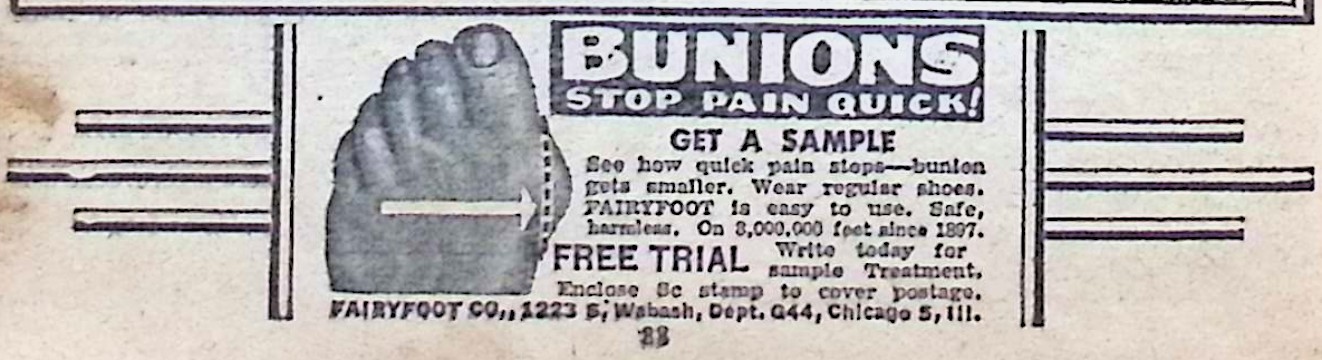 BUNIONS
STOP PAIN QUICK!
GET A SAMPLE
See how quick pain stops—bunion
gets smaller. Wear regular shoes.
FAIRYFOOT is easy to use. Safe,
harmless. On 3,000,000 feet since 1897.
FREE TRIAL Write today for
sample Treatment.
Enclose 3c stamp to cover postage.
FAIRYFOOT CO., 1223 S. Wabash, Dept. G44, Chicago 5, Ill.